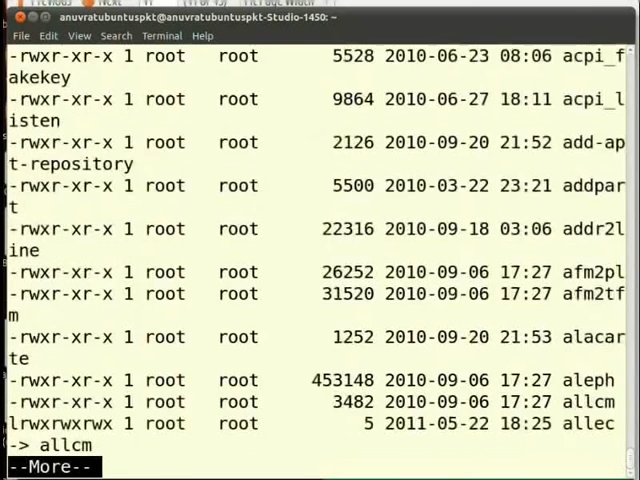 anuvratubuntuspkt@anuvratubuntuspkt-Studio-1450: ~
File Edit View Search Terminal Help
-rwxr-xr-x 1 root root 5528 2010-06-23 08:06 acpi_f
akekey
-rwxr-xr-x 1 root root 9864 2010-06-27 18:11 acpi_l
isten
-rwxr-xr-x 1 root root 2126 2010-09-20 21:52 add-ap
t-repository
-rwxr-xr-x 1 root root 5500 2010-03-22 23:21 addpar
t
-rwxr-xr-x 1 root root 22316 2010-09-18 03:06 addr2l
ine
-rwxr-xr-x 1 root root 26252 2010-09-06 17:27 afm2pl
-rwxr-xr-x 1 root root 31520 2010-09-06 17:27 afm2tf
m
-rwxr-xr-x 1 root root 1252 2010-09-20 21:53 alacar
te
-rwxr-xr-x 1 root root 453148 2010-09-06 17:27 aleph
-rwxr-xr-x 1 root root 3482 2010-09-06 17:27 allcm
lrwxrwxrwx 1 root root 5 2011-05-22 18:25 allec
-> allcm
--More--